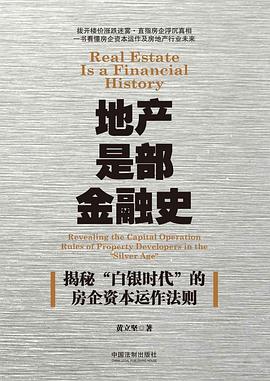 拨开楼价涨跌迷雾·直指房企浮沉真相
一书看懂房企资本运作及房地产行业未来
Real Estate
Is a Financial
History
地产
是部
金融史
Revealing the Capital Operation
Rules of Property Developers in the
"Silver Age"
揭秘“白银时代”的
房企资本运作法则
黄立坚◎著
中国法制出版社